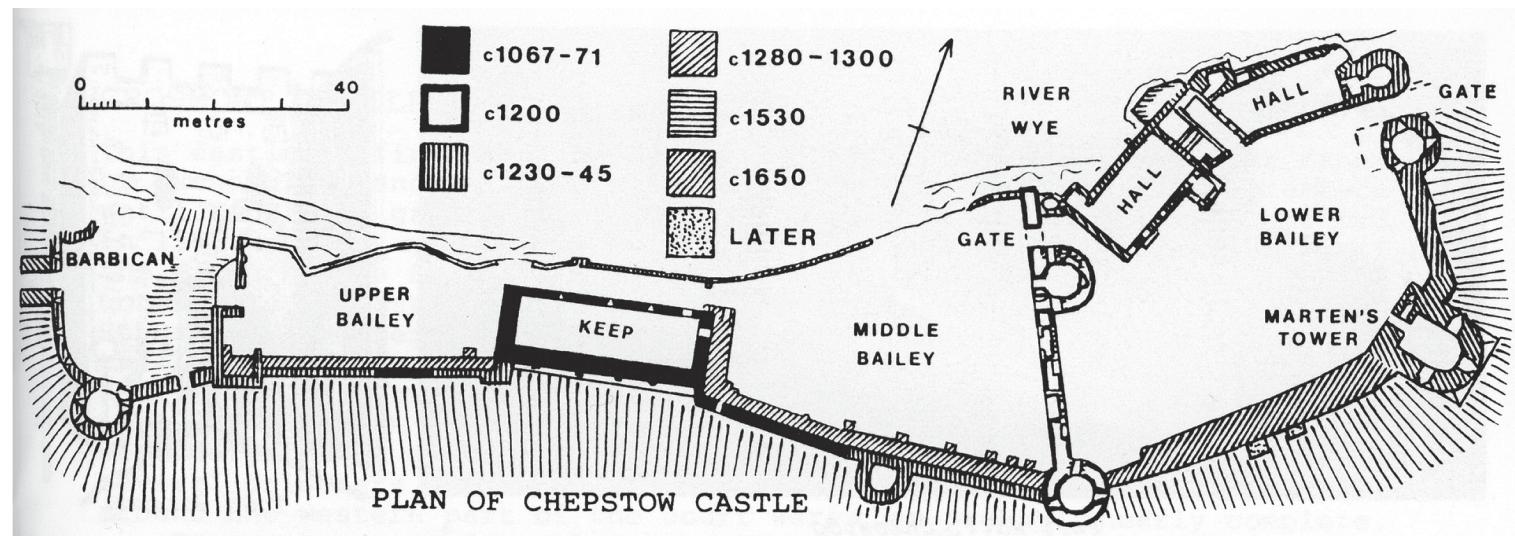 0 40
metres
c1067-71
c1200
c1230-45
c1280-1300
c1530
c1650
LATER
RIVER
WYE
HALL
GATE
HALL
GATE
LOWER
BAILEY
BARBICAN
UPPER
BAILEY
KEEP
MIDDLE
BAILEY
MARTEN'S
TOWER
PLAN OF CHEPSTOW CASTLE